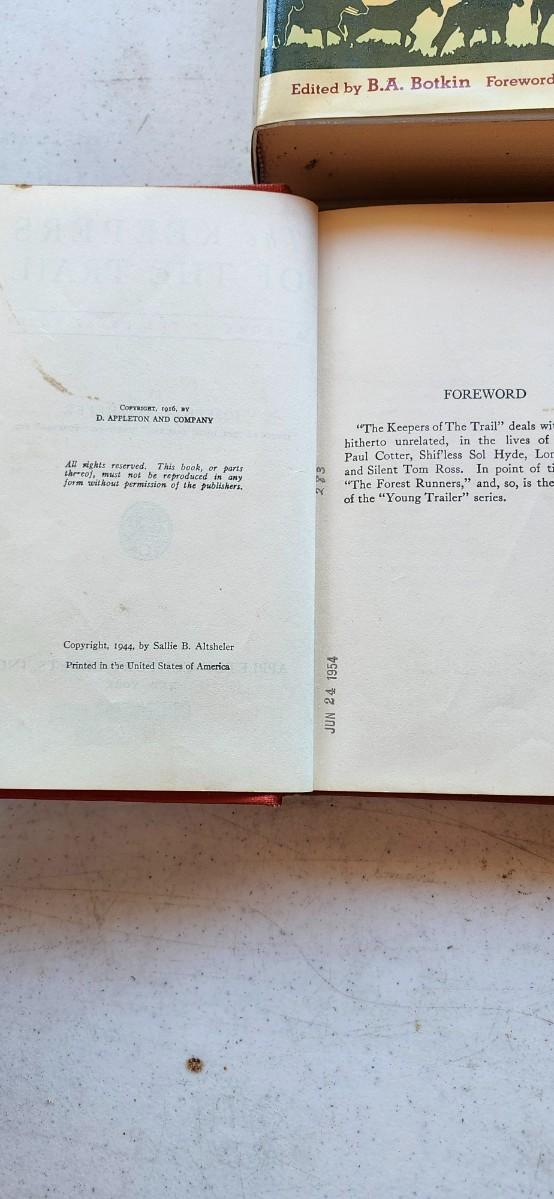 Edited by B.A. Botkin Foreword
COPYRIGHT, 1916, BY
D. APPLETON AND COMPANY
All rights reserved. This book, or parts
thereof, must not be reproduced in any
form without permission of the publishers.
Copyright, 1944, by Sallie B. Altsheler
Printed in the United States of America
FOREWORD
"The Keepers of The Trail" deals wi
hitherto unrelated, in the lives of
Paul Cotter, Shif'less Sol Hyde, Lon
and Silent Tom Ross. In point of ti
"The Forest Runners," and, so, is the
of the "Young Trailer" series.
283
JUN 24 1954